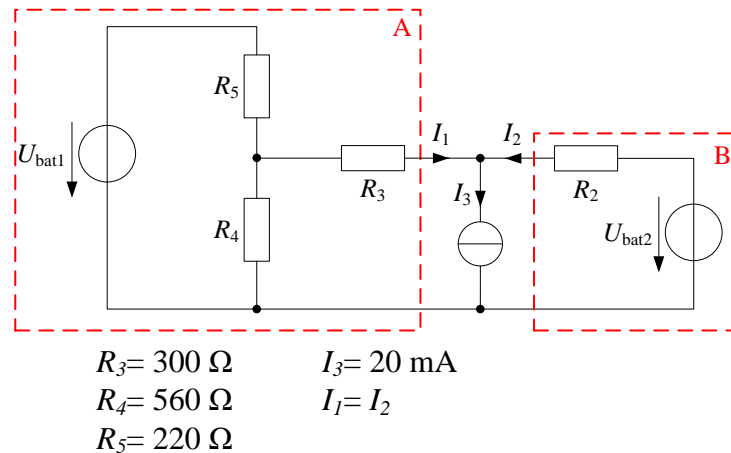 A
R5
I1 I2
B
Ubat1
R3
R2
I3
R4
Ubat2
R3= 300 Ω I3= 20 mA
R4= 560 Ω I1= I2
R5= 220 Ω